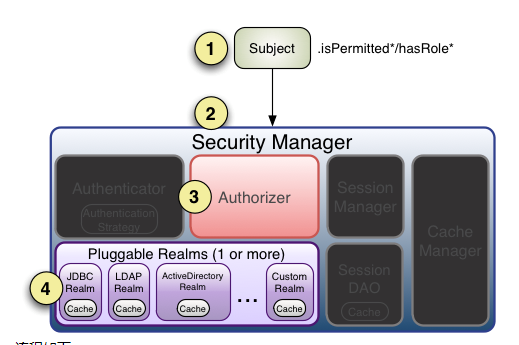 1
Subject
.isPermitted*/hasRole*
2
Security Manager
Authenticator
Authentication
Strategy
3
Authorizer
Session
Manager
Cache
Manager
Pluggable Realms (1 or more)
4
JDBC
Realm
Cache
LDAP
Realm
Cache
ActiveDirectory
Realm
Cache
...
Custom
Realm
Cache
Session
DAO
Cache